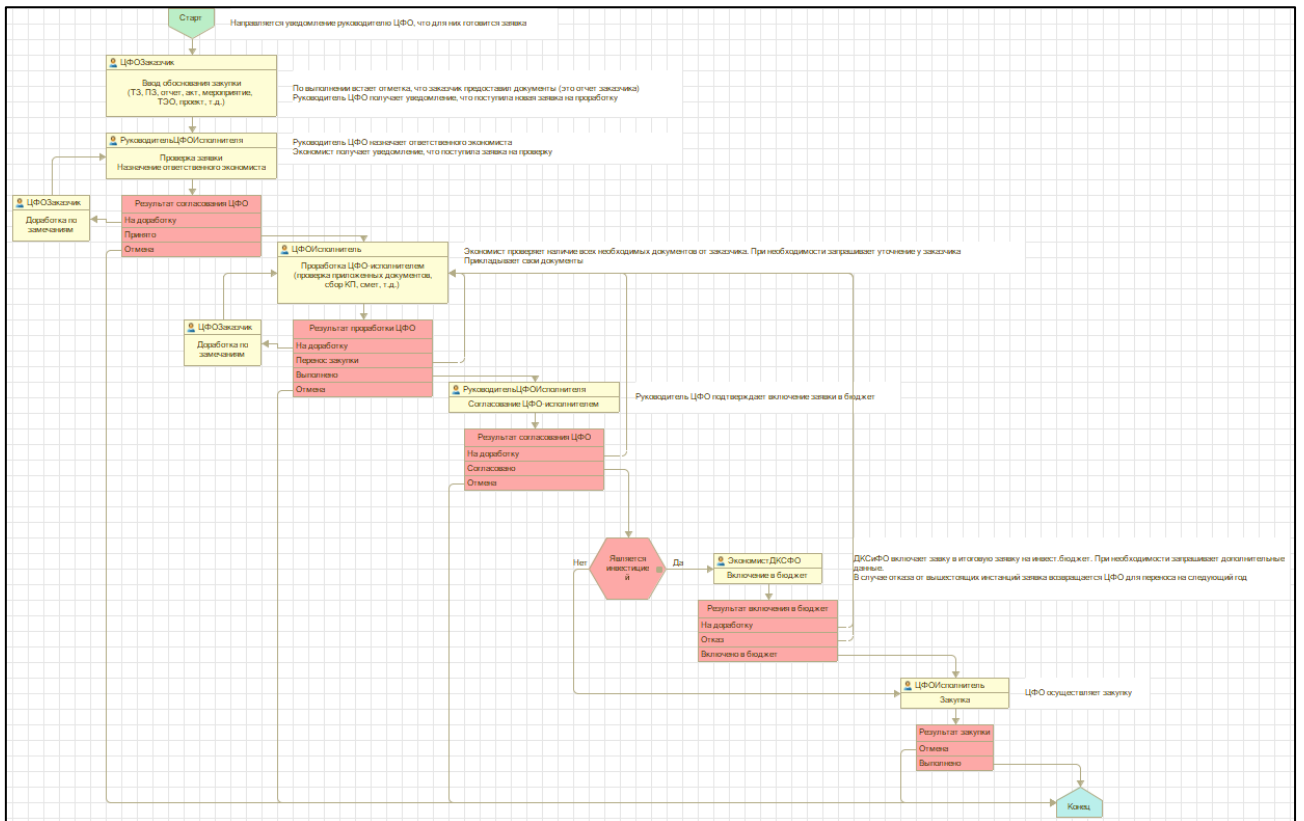 Старт
Направляется уведомление руководителю ЦФО, что для них готовится заявка
ЦФОЗаказчик
Ввод обоснования закупки
(ТЗ, ПЗ, отчет, акт, мероприятие,
ТЭО, проект, т.д.)
По выполнении встает отметка, что заказчик предоставил документы (это отчет заказчика)
Руководитель ЦФО получает уведомление, что поступила новая заявка на проработку
РуководительЦФОИсполнителя
Проверка заявки
Назначение ответственного экономиста
Руководитель ЦФО назначает ответственного экономиста
Экономист получает уведомление, что поступила заявка на проверку
ЦФОЗаказчик
Доработка по
замечаниям
Результат согласования ЦФО
На доработку
Принято
Отмена
ЦФОИсполнитель
Проработка ЦФО-исполнителем
(проверка приложенных документов,
сбор КП, смет, т.д.)
Экономист проверяет наличие всех необходимых документов от заказчика. При необходимости запрашивает уточнение у заказчика
Прикладывает свои документы
ЦФОЗаказчик
Доработка по
замечаниям
Результат проработки ЦФО
На доработку
Перенос закупки
Выполнено
Отмена
РуководительЦФОИсполнителя
Согласование ЦФО-исполнителем
Руководитель ЦФО подтверждает включение заявки в бюджет
Результат согласования ЦФО
На доработку
Согласовано
Отмена
Нет
Является
инвестицие
й
Да
ЭкономистДКСФО
Включение в бюджет
ДКСиФО включает завку в итоговую заявку на инвест.бюджет. При необходимости запрашивает дополнительные
данные.
В случае отказа от вышестоящих инстанций заявка возвращается ЦФО для переноса на следующий год
Результат включения в бюджет
На доработку
Отказ
Включено в бюджет
ЦФОИсполнитель
Закупка
ЦФО осуществляет закупку
Результат закупки
Отмена
Выполнено
Конец